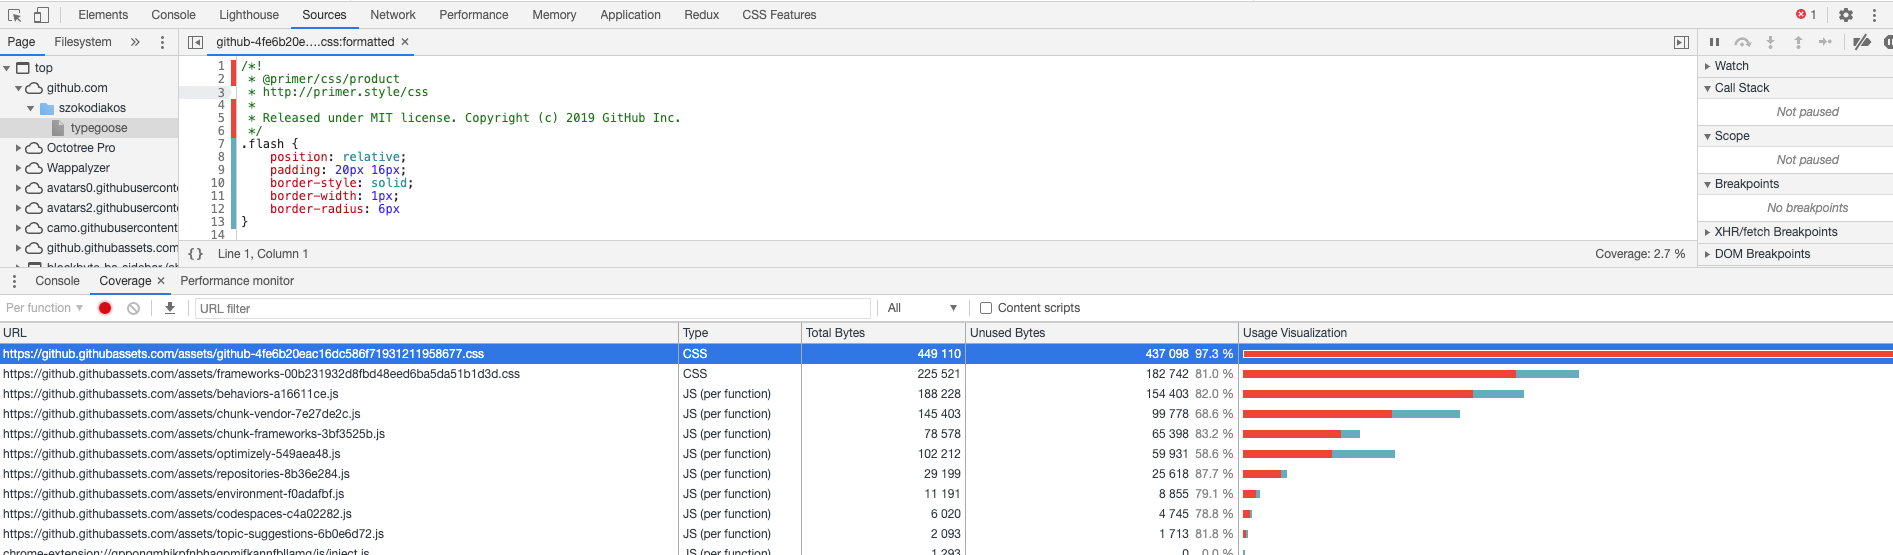 Elements Console Lighthouse Sources Network Performance Memory Application Redux CSS Features 1
Page Filesystem » github-4fe6b20e….css:formatted ×
top
github.com
szokodiakos
typegoose
Octotree Pro
Wappalyzer
avatars0.githubusercont
avatars2.githubusercont
camo.githubusercontent
github.githubassets.com
1 /*!
2 * @primer/css/product
3 * http://primer.style/css
4 *
5 * Released under MIT license. Copyright (c) 2019 GitHub Inc.
6 */
7 .flash {
8 position: relative;
9 padding: 20px 16px;
10 border-style: solid;
11 border-width: 1px;
12 border-radius: 6px
13 }
14
{} Line 1, Column 1 Coverage: 2.7 %
Watch
Call Stack
Not paused
Scope
Not paused
Breakpoints
No breakpoints
XHR/fetch Breakpoints
DOM Breakpoints
Console Coverage × Performance monitor
Per function URL filter All Content scripts
URL Type Total Bytes Unused Bytes Usage Visualization
https://github.githubassets.com/assets/github-4fe6b20eac16dc586f71931211958677.css CSS 449 110 437 098 97.3 %
https://github.githubassets.com/assets/frameworks-00b231932d8fbd48eed6ba5da51b1d3d.css CSS 225 521 182 742 81.0 %
https://github.githubassets.com/assets/behaviors-a16611ce.js JS (per function) 188 228 154 403 82.0 %
https://github.githubassets.com/assets/chunk-vendor-7e27de2c.js JS (per function) 145 403 99 778 68.6 %
https://github.githubassets.com/assets/chunk-frameworks-3bf3525b.js JS (per function) 78 578 65 398 83.2 %
https://github.githubassets.com/assets/optimizely-549aea48.js JS (per function) 102 212 59 931 58.6 %
https://github.githubassets.com/assets/repositories-8b36e284.js JS (per function) 29 199 25 618 87.7 %
https://github.githubassets.com/assets/environment-f0adafbf.js JS (per function) 11 191 8 855 79.1 %
https://github.githubassets.com/assets/codespaces-c4a02282.js JS (per function) 6 020 4 745 78.8 %
https://github.githubassets.com/assets/topic-suggestions-6b0e6d72.js JS (per function) 2 093 1 713 81.8 %
JS (per function) 1 293 0 0.0 %